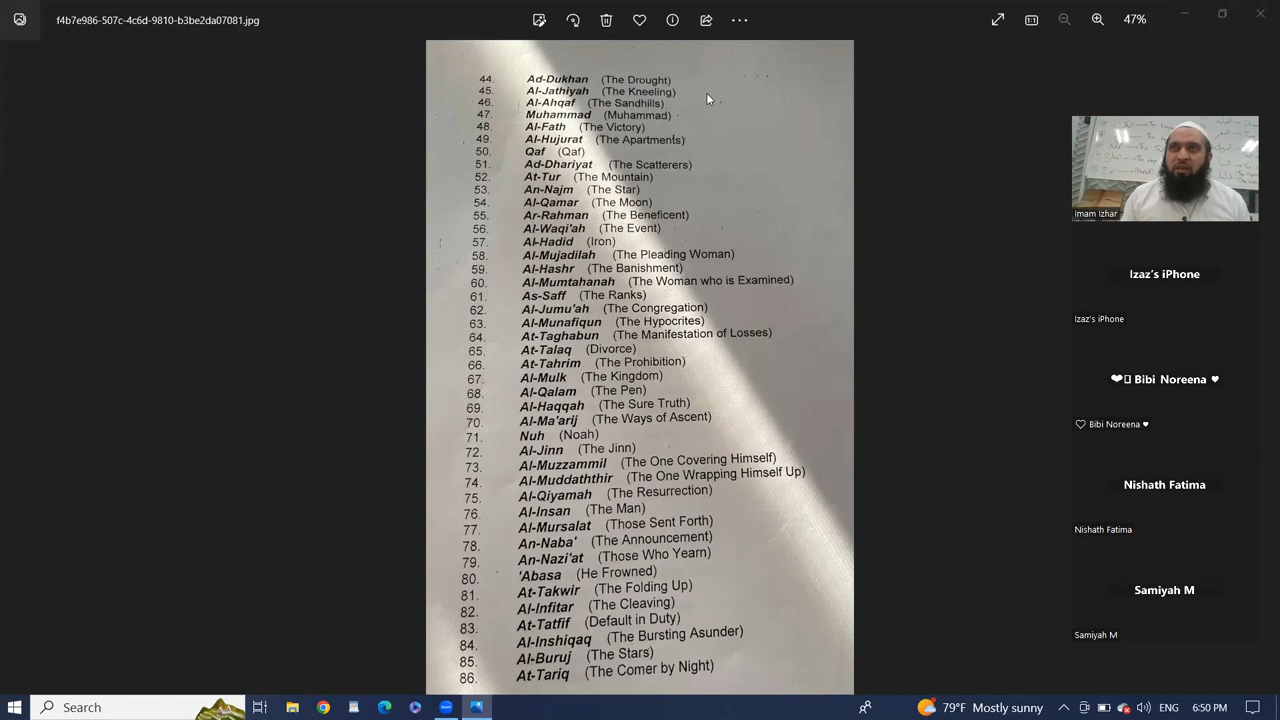 f4b7e986-507c-4c6d-9810-b3be2da07081.jpg
47%
44. Ad-Dukhan (The Drought)
45. Al-Jathiyah (The Kneeling)
46. Al-Ahqaf (The Sandhills)
47. Muhammad (Muhammad)
48. Al-Fath (The Victory)
49. Al-Hujurat (The Apartments)
50. Qaf (Qaf)
51. Ad-Dhariyat (The Scatterers)
52. At-Tur (The Mountain)
53. An-Najm (The Star)
54. Al-Qamar (The Moon)
55. Ar-Rahman (The Beneficent)
56. Al-Waqi'ah (The Event)
57. Al-Hadid (Iron)
58. Al-Mujadilah (The Pleading Woman)
59. Al-Hashr (The Banishment)
60. Al-Mumtahanah (The Woman who is Examined)
61. As-Saff (The Ranks)
62. Al-Jumu'ah (The Congregation)
63. Al-Munafiqun (The Hypocrites)
64. At-Taghabun (The Manifestation of Losses)
65. At-Talaq (Divorce)
66. At-Tahrim (The Prohibition)
67. Al-Mulk (The Kingdom)
68. Al-Qalam (The Pen)
69. Al-Haqqah (The Sure Truth)
70. Al-Ma'arij (The Ways of Ascent)
71. Nuh (Noah)
72. Al-Jinn (The Jinn)
73. Al-Muzzammil (The One Covering Himself)
74. Al-Muddaththir (The One Wrapping Himself Up)
75. Al-Qiyamah (The Resurrection)
76. Al-Insan (The Man)
77. Al-Mursalat (Those Sent Forth)
78. An-Naba' (The Announcement)
79. An-Nazi'at (Those Who Yearn)
80. 'Abasa (He Frowned)
81. At-Takwir (The Folding Up)
82. Al-Infitar (The Cleaving)
83. At-Tatfif (Default in Duty)
84. Al-Inshiqaq (The Bursting Asunder)
85. Al-Buruj (The Stars)
86. At-Tariq (The Comer by Night)
Imam Izhar
Izaz's iPhone
Izaz's iPhone
❤ Bibi Noreena ♥
♡ Bibi Noreena ♥
Nishath Fatima
Nishath Fatima
Samiyah M
Samiyah M
Search
79°F Mostly sunny
ENG
6:50 PM